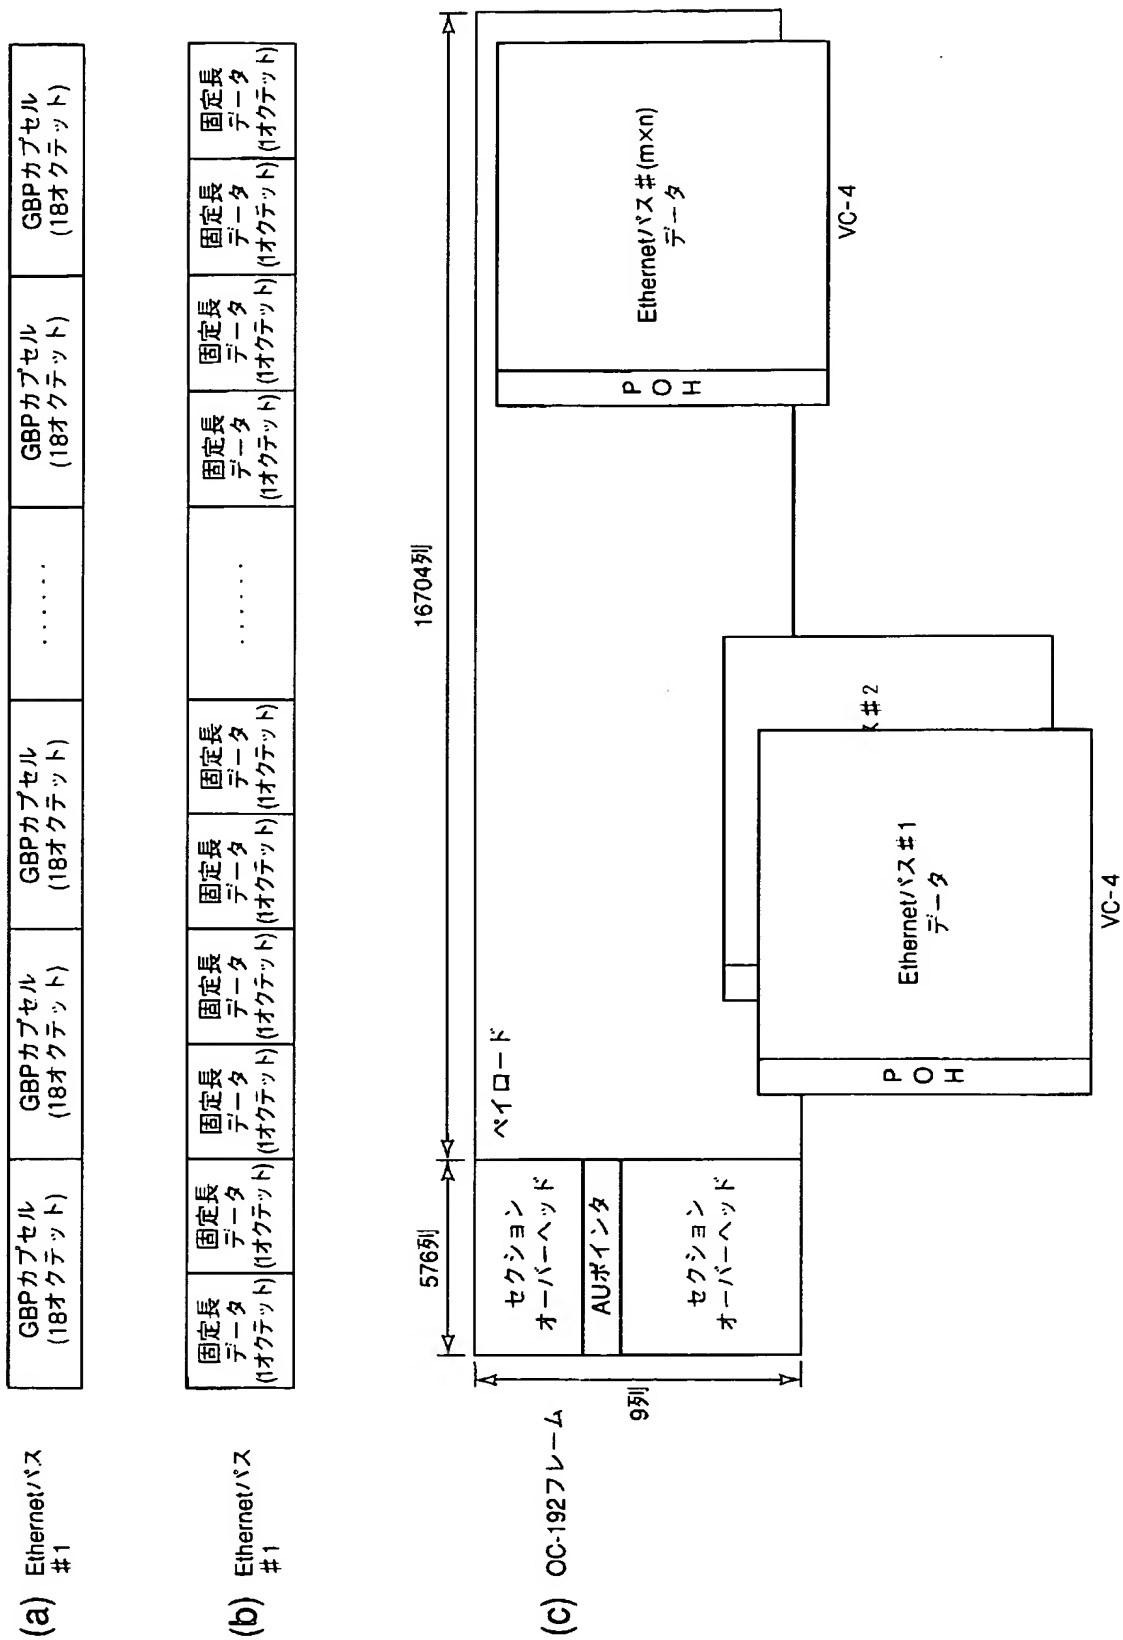 (a) Ethernetパス
#1
GBPカプセル
(18オクテット)
GBPカプセル
(18オクテット)
GBPカプセル
(18オクテット)
......
GBPカプセル
(18オクテット)
GBPカプセル
(18オクテット)
(b) Ethernetパス
#1
固定長
データ
(1オクテット)
固定長
データ
(1オクテット)
固定長
データ
(1オクテット)
固定長
データ
(1オクテット)
固定長
データ
(1オクテット)
固定長
データ
(1オクテット)
......
固定長
データ
(1オクテット)
固定長
データ
(1オクテット)
固定長
データ
(1オクテット)
固定長
データ
(1オクテット)
(c) OC-192フレーム
576列
16704列
9列
セクション
オーバーヘッド
AUポインタ
セクション
オーバーヘッド
ペイロード
POH
Ethernetパス#1
データ
VC-4
#2
POH
Ethernetパス#(m×n)
データ
VC-4